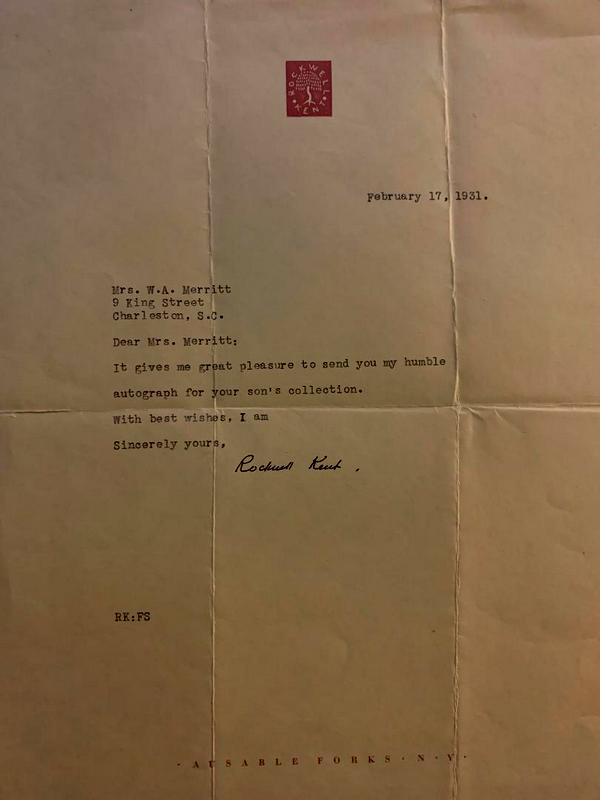 ROCKWELL
KENT
February 17, 1931.
Mrs. W.A. Merritt
9 King Street
Charleston, S.C.
Dear Mrs. Merritt:
It gives me great pleasure to send you my humble
autograph for your son's collection.
With best wishes, I am
Sincerely yours,
Rockwell Kent.
RK:FS
· AUSABLE FORKS · N · Y ·